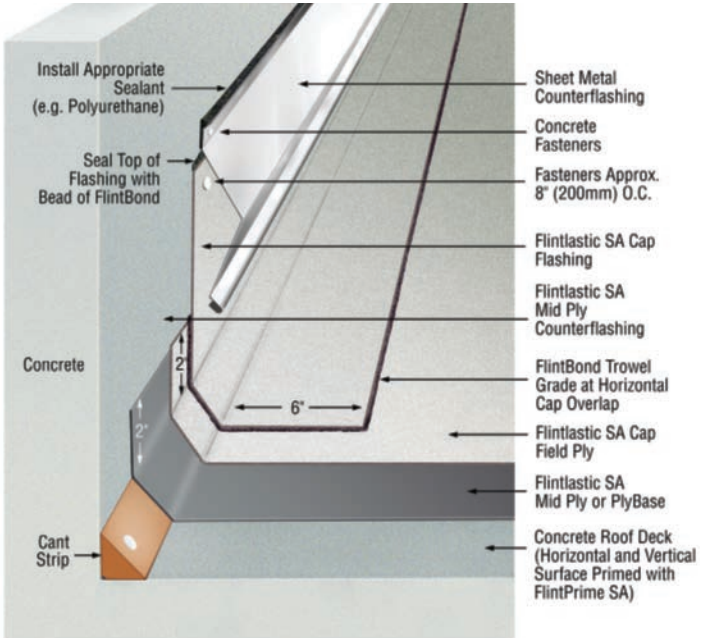 Install Appropriate
Sealant
(e.g. Polyurethane)
Seal Top of
Flashing with
Bead of FlintBond
Concrete
Cant
Strip
2"
2"
6"
Sheet Metal
Counterflashing
Concrete
Fasteners
Fasteners Approx.
8" (200mm) O.C.
Flintlastic SA Cap
Flashing
Flintlastic SA
Mid Ply
Counterflashing
FlintBond Trowel
Grade at Horizontal
Cap Overlap
Flintlastic SA Cap
Field Ply
Flintlastic SA
Mid Ply or PlyBase
Concrete Roof Deck
(Horizontal and Vertical
Surface Primed with
FlintPrime SA)